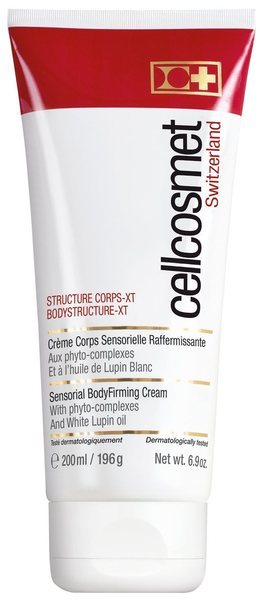 cellcosmet
Switzerland
STRUCTURE CORPS-XT
BODYSTRUCTURE-XT
Crème Corps Sensorielle Raffermissante
Aux phyto-complexes
Et à l'huile de Lupin Blanc
Sensorial BodyFirming Cream
With phyto-complexes
And White Lupin oil
Testé dermatologiquement Dermatologically tested
℮ 200ml / 196g Net wt. 6.9oz.